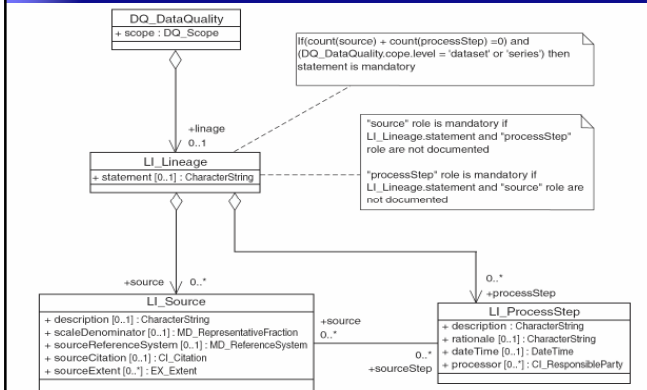 DQ_DataQuality
+ scope : DQ_Scope
If(count(source) + count(processStep) =0) and
(DQ_DataQuality.cope.level = 'dataset' or 'series') then
statement is mandatory
+linage
0..1
"source" role is mandatory if
LI_Lineage.statement and "processStep"
role are not documented
"processStep" role is mandatory if
LI_Lineage.statement and "source" role are
not documented
LI_Lineage
+ statement [0..1] : CharacterString
+source 0..*
0..*
+processStep
LI_Source
+ description [0..1] : CharacterString
+ scaleDenominator [0..1] : MD_RepresentativeFraction
+ sourceReferenceSystem [0..1] : MD_ReferenceSystem
+ sourceCitation [0..1] : CI_Citation
+ sourceExtent [0..*] : EX_Extent
+source
0..*
0..*
+sourceStep
LI_ProcessStep
+ description : CharacterString
+ rationale [0..1] : CharacterString
+ dateTime [0..1] : DateTime
+ processor [0..*] : CI_ResponsibleParty